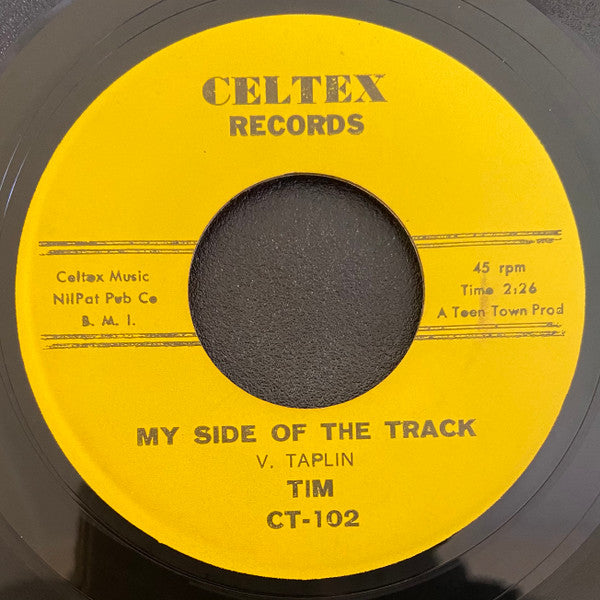 CELTEX
RECORDS
Celtex Music
NilPat Pub Co
B. M. I.
45 rpm
Time 2:26
A Teen Town Prod
MY SIDE OF THE TRACK
V. TAPLIN
TIM
CT-102